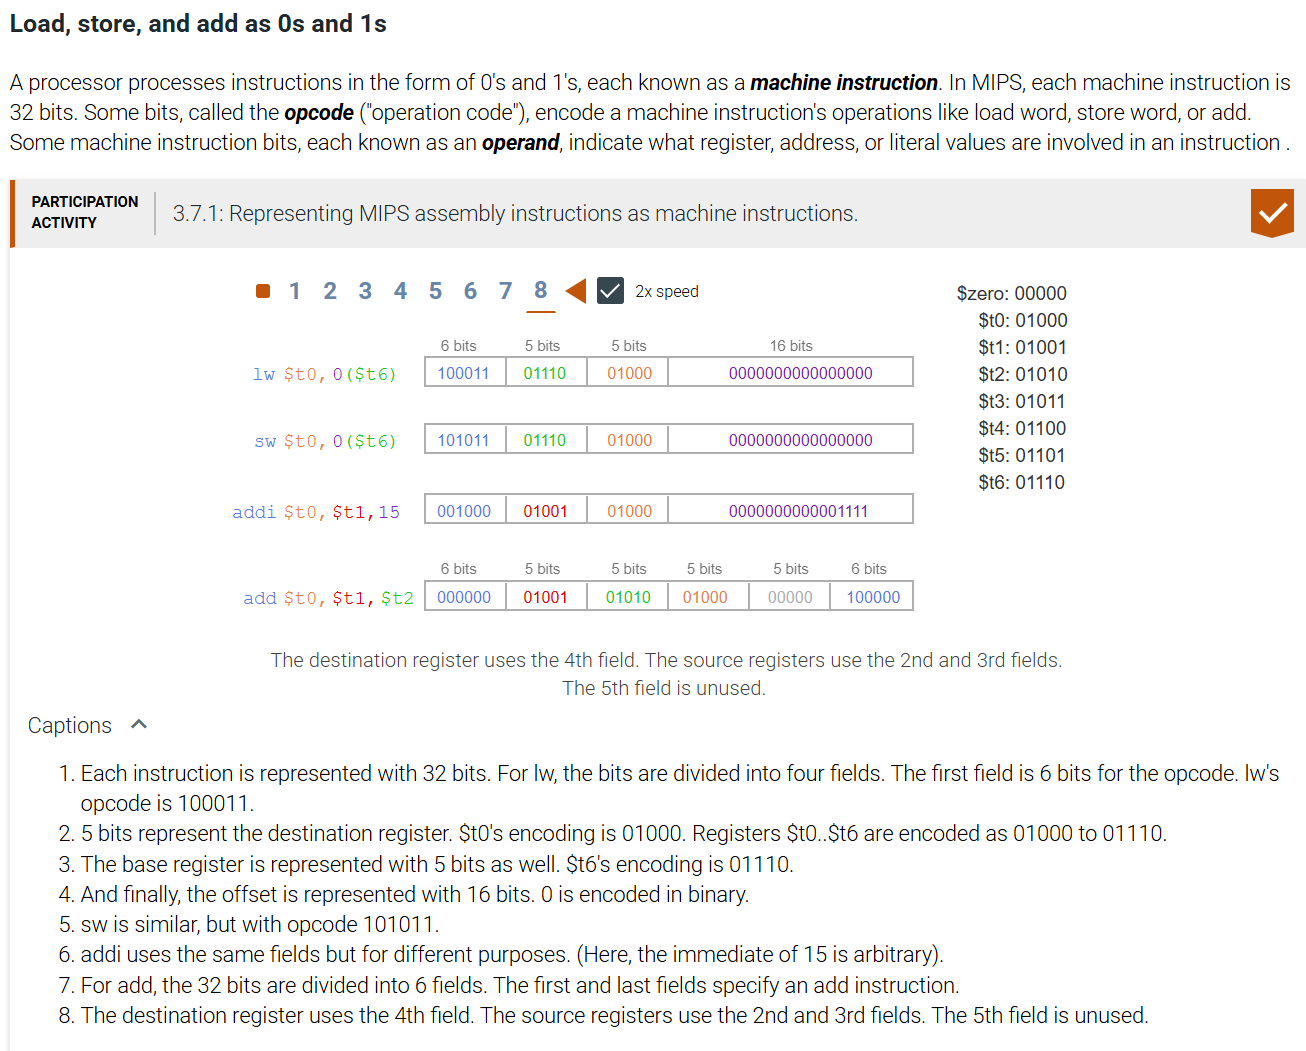 Load, store, and add as 0s and 1s
A processor processes instructions in the form of 0's and 1's, each known as a machine instruction. In MIPS, each machine instruction is
32 bits. Some bits, called the opcode ("operation code"), encode a machine instruction's operations like load word, store word, or add.
Some machine instruction bits, each known as an operand, indicate what register, address, or literal values are involved in an instruction .
PARTICIPATION
ACTIVITY
3.7.1: Representing MIPS assembly instructions as machine instructions.
1 2 3 4 5 6 7 8 2x speed
$zero: 00000
$t0: 01000
$t1: 01001
$t2: 01010
$t3: 01011
$t4: 01100
$t5: 01101
$t6: 01110
6 bits 5 bits 5 bits 16 bits
lw $t0, 0($t6) 100011 01110 01000 0000000000000000
sw $t0, 0($t6) 101011 01110 01000 0000000000000000
addi $t0, $t1, 15 001000 01001 01000 0000000000001111
6 bits 5 bits 5 bits 5 bits 5 bits 6 bits
add $t0, $t1, $t2 000000 01001 01010 01000 00000 100000
The destination register uses the 4th field. The source registers use the 2nd and 3rd fields.
The 5th field is unused.
Captions
1. Each instruction is represented with 32 bits. For lw, the bits are divided into four fields. The first field is 6 bits for the opcode. lw's
opcode is 100011.
2. 5 bits represent the destination register. $t0's encoding is 01000. Registers $t0..$t6 are encoded as 01000 to 01110.
3. The base register is represented with 5 bits as well. $t6's encoding is 01110.
4. And finally, the offset is represented with 16 bits. 0 is encoded in binary.
5. sw is similar, but with opcode 101011.
6. addi uses the same fields but for different purposes. (Here, the immediate of 15 is arbitrary).
7. For add, the 32 bits are divided into 6 fields. The first and last fields specify an add instruction.
8. The destination register uses the 4th field. The source registers use the 2nd and 3rd fields. The 5th field is unused.